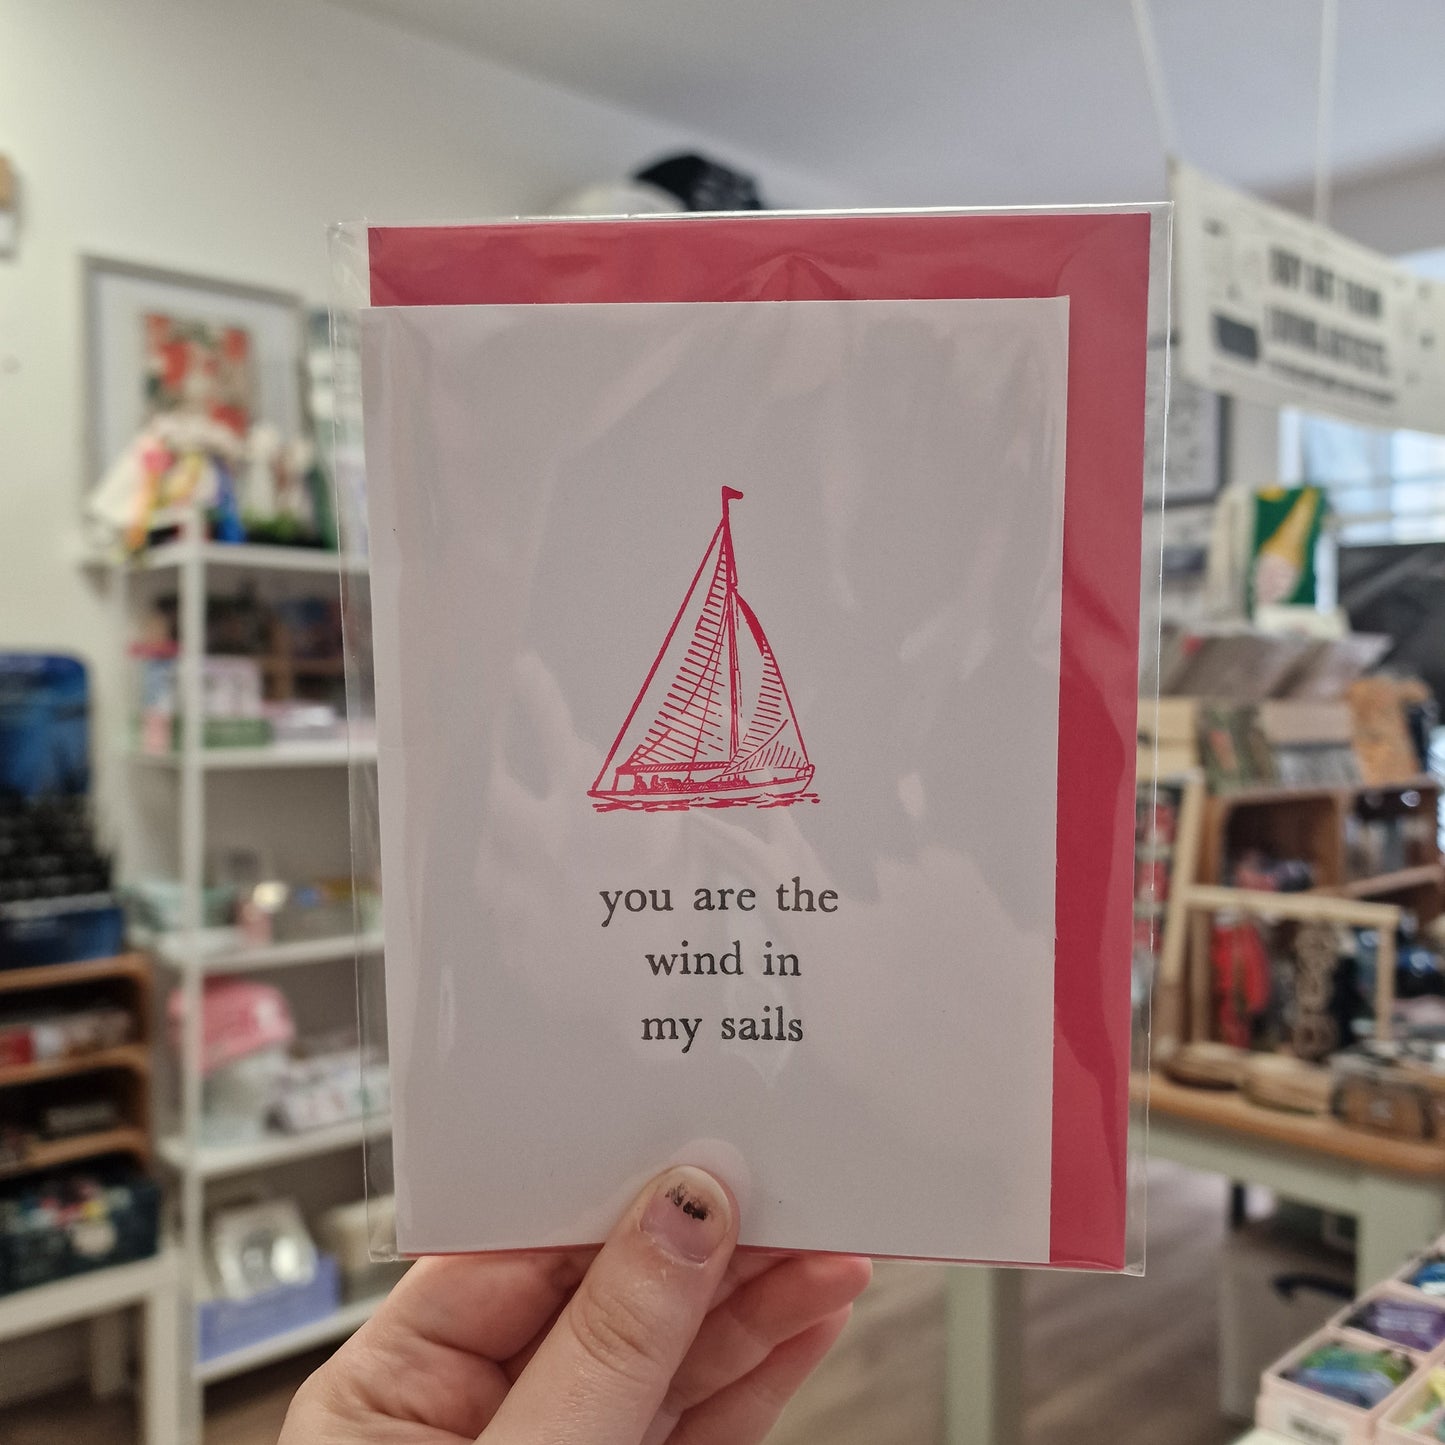 you are the
wind in
my sails